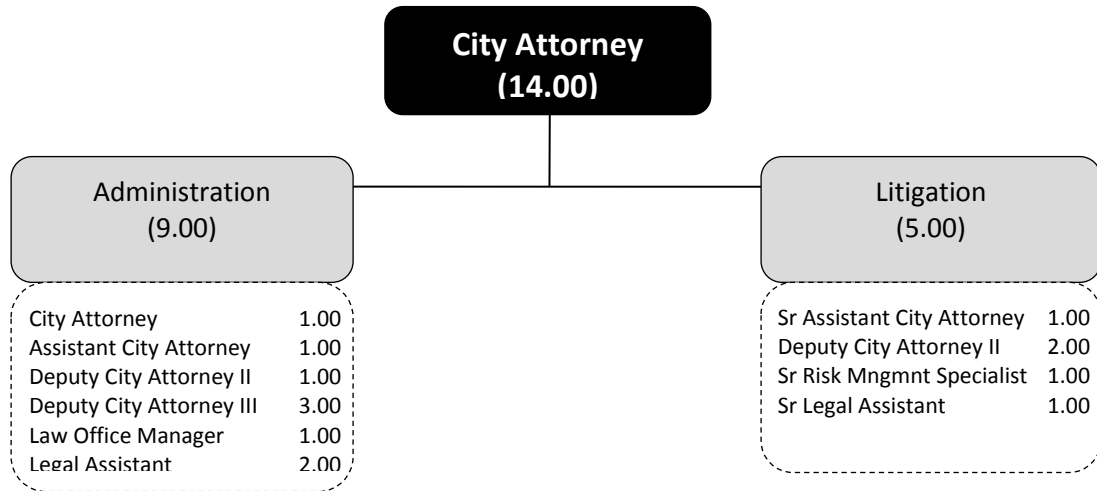 City Attorney
(14.00)
Administration
(9.00)
City Attorney 1.00
Assistant City Attorney 1.00
Deputy City Attorney II 1.00
Deputy City Attorney III 3.00
Law Office Manager 1.00
Legal Assistant 2.00
Litigation
(5.00)
Sr Assistant City Attorney 1.00
Deputy City Attorney II 2.00
Sr Risk Mngmnt Specialist 1.00
Sr Legal Assistant 1.00